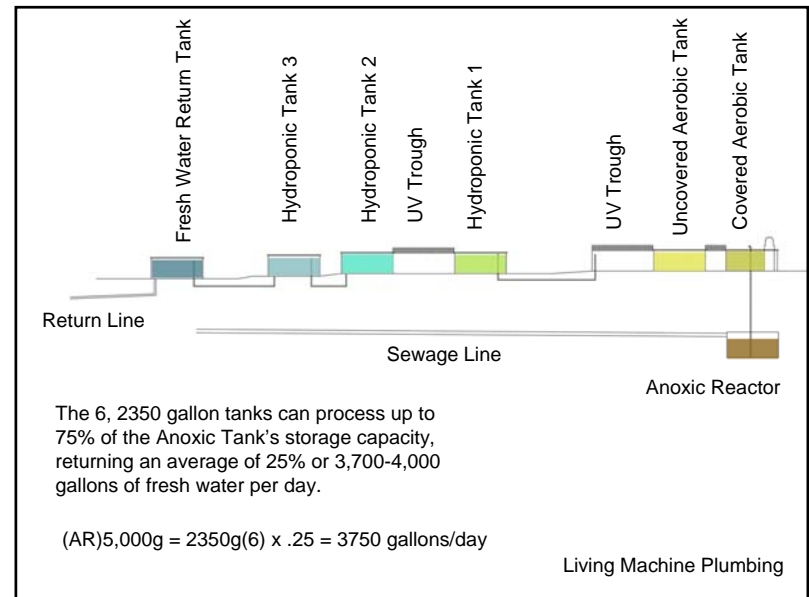 Fresh Water Return Tank
Hydroponic Tank 3
Hydroponic Tank 2
UV Trough
Hydroponic Tank 1
UV Trough
Uncovered Aerobic Tank
Covered Aerobic Tank
Return Line
Sewage Line
Anoxic Reactor
The 6, 2350 gallon tanks can process up to
75% of the Anoxic Tank’s storage capacity,
returning an average of 25% or 3,700-4,000
gallons of fresh water per day.
(AR)5,000g = 2350g(6) x .25 = 3750 gallons/day
Living Machine Plumbing